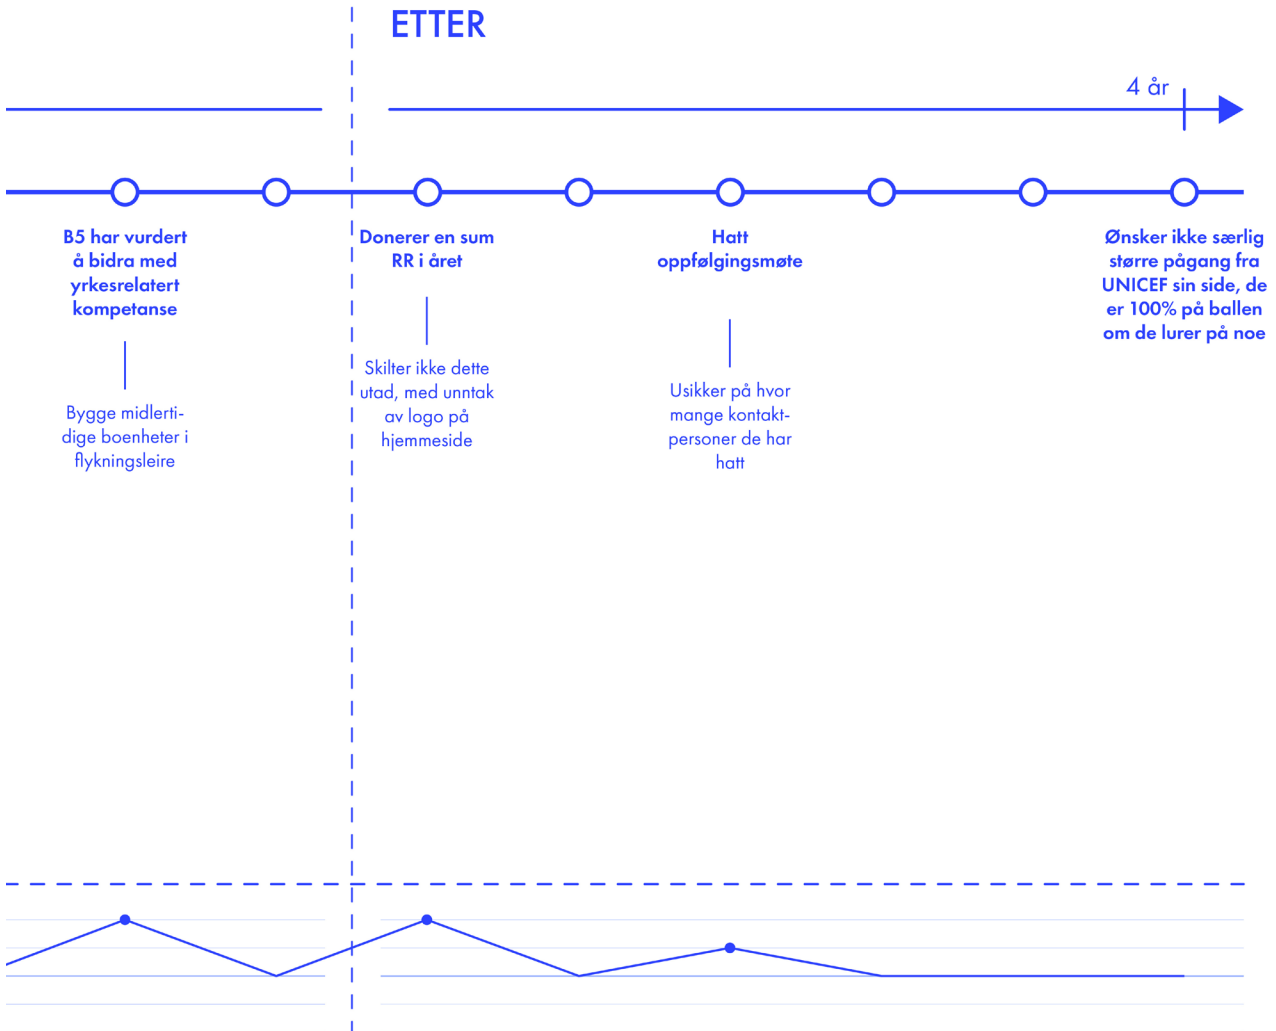 ETTER
4 år
B5 har vurdert
å bidra med
yrkesrelatert
kompetanse
Bygge midlerti-
dige boenheter i
flykningsleire
Donerer en sum
RR i året
Skilter ikke dette
utad, med unntak
av logo på
hjemmeside
Hatt
oppfølgingsmøte
Usikker på hvor
mange kontakt-
personer de har
hatt
Ønsker ikke særlig
større pågang fra
UNICEF sin side, de
er 100% på ballen
om de lurer på noe